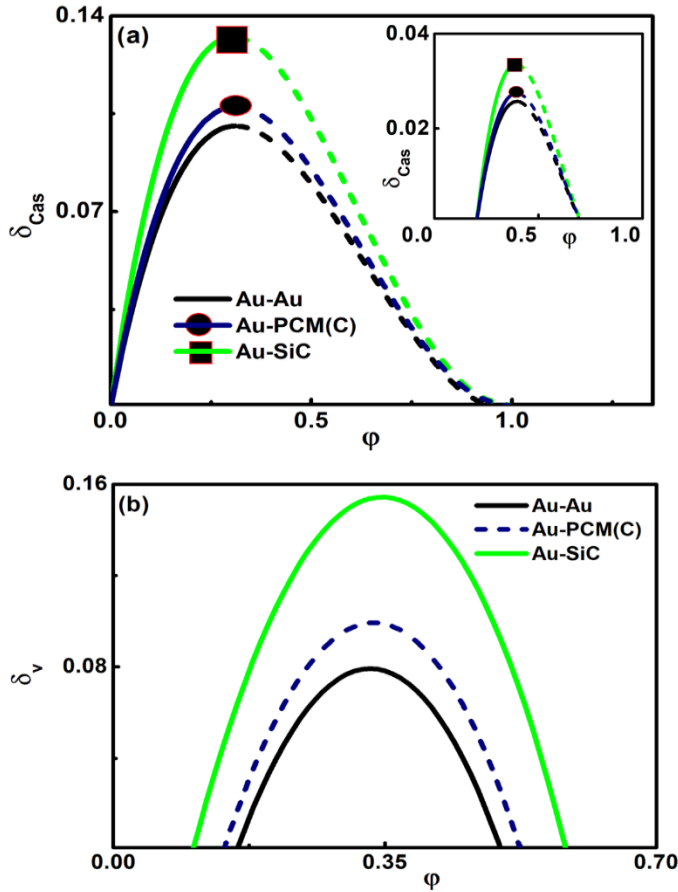 0.14
(a)
0.04
δCas
0.02
0.0
0.5
φ
1.0
δCas
0.07
Au-Au
Au-PCM(C)
Au-SiC
0.0
0.5
φ
1.0
0.16
(b)
Au-Au
Au-PCM(C)
Au-SiC
δv
0.08
0.00
0.35
φ
0.70